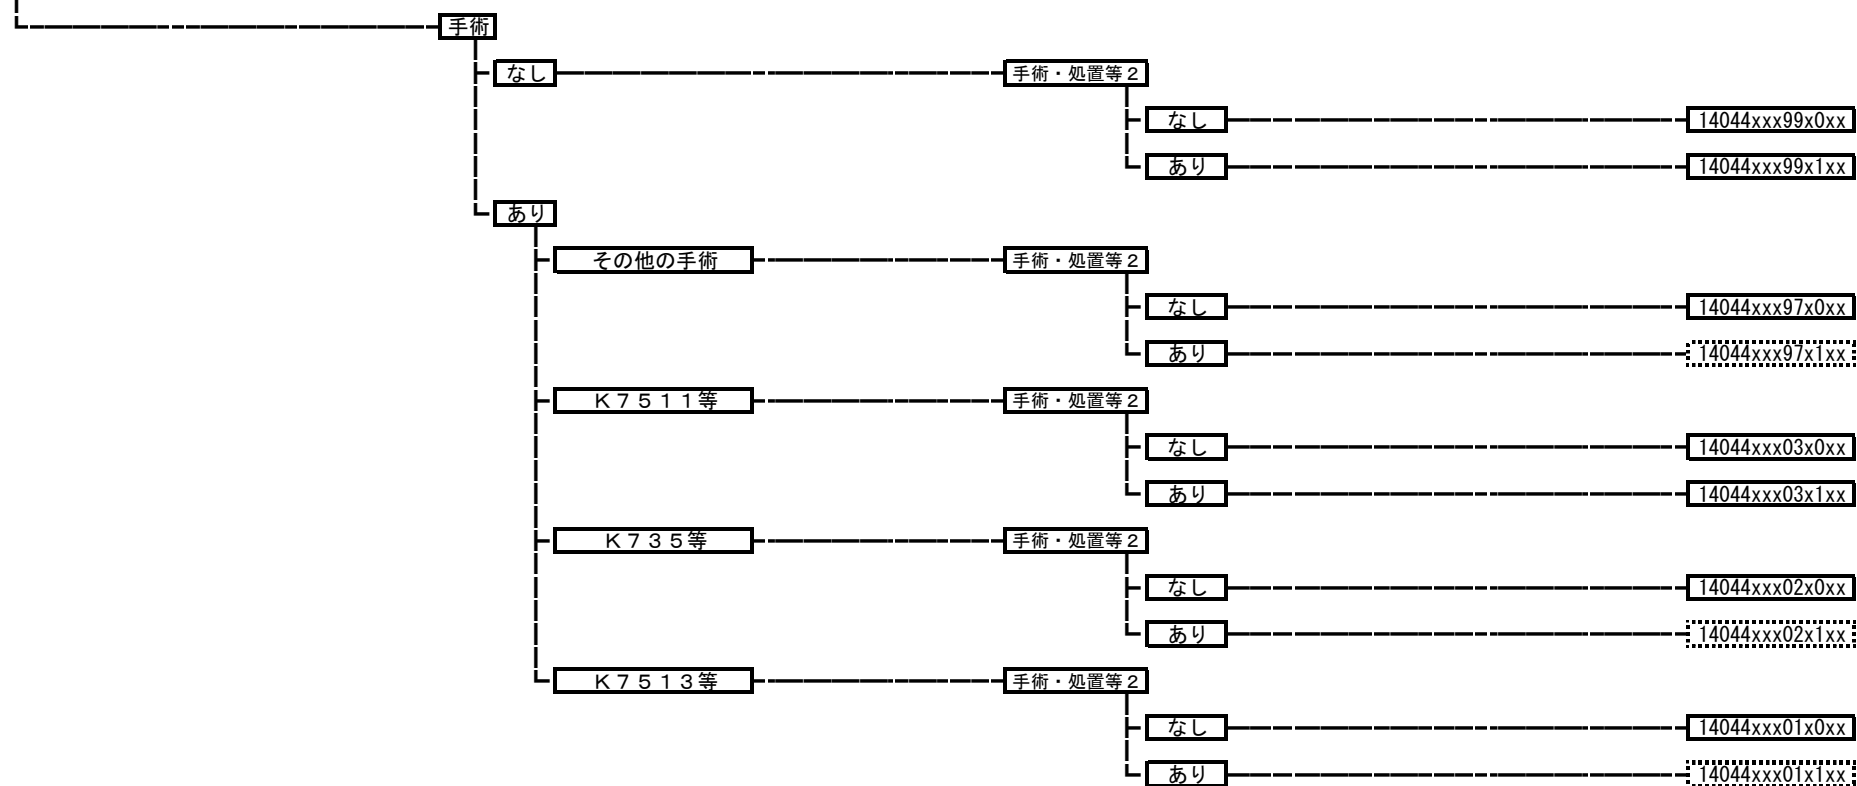 手術
なし
手術・処置等2
なし
14044xxx99x0xx
あり
14044xxx99x1xx
あり
その他の手術
手術・処置等2
なし
14044xxx97x0xx
あり
14044xxx97x1xx
K7511等
手術・処置等2
なし
14044xxx03x0xx
あり
14044xxx03x1xx
K735等
手術・処置等2
なし
14044xxx02x0xx
あり
14044xxx02x1xx
K7513等
手術・処置等2
なし
14044xxx01x0xx
あり
14044xxx01x1xx